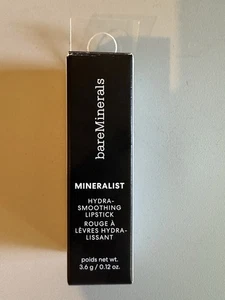 bareMinerals
MINERALIST
HYDRA-
SMOOTHING
LIPSTICK
ROUGE À
LÈVRES HYDRA-
LISSANT
poids net wt.
3.6 g / 0.12 oz.